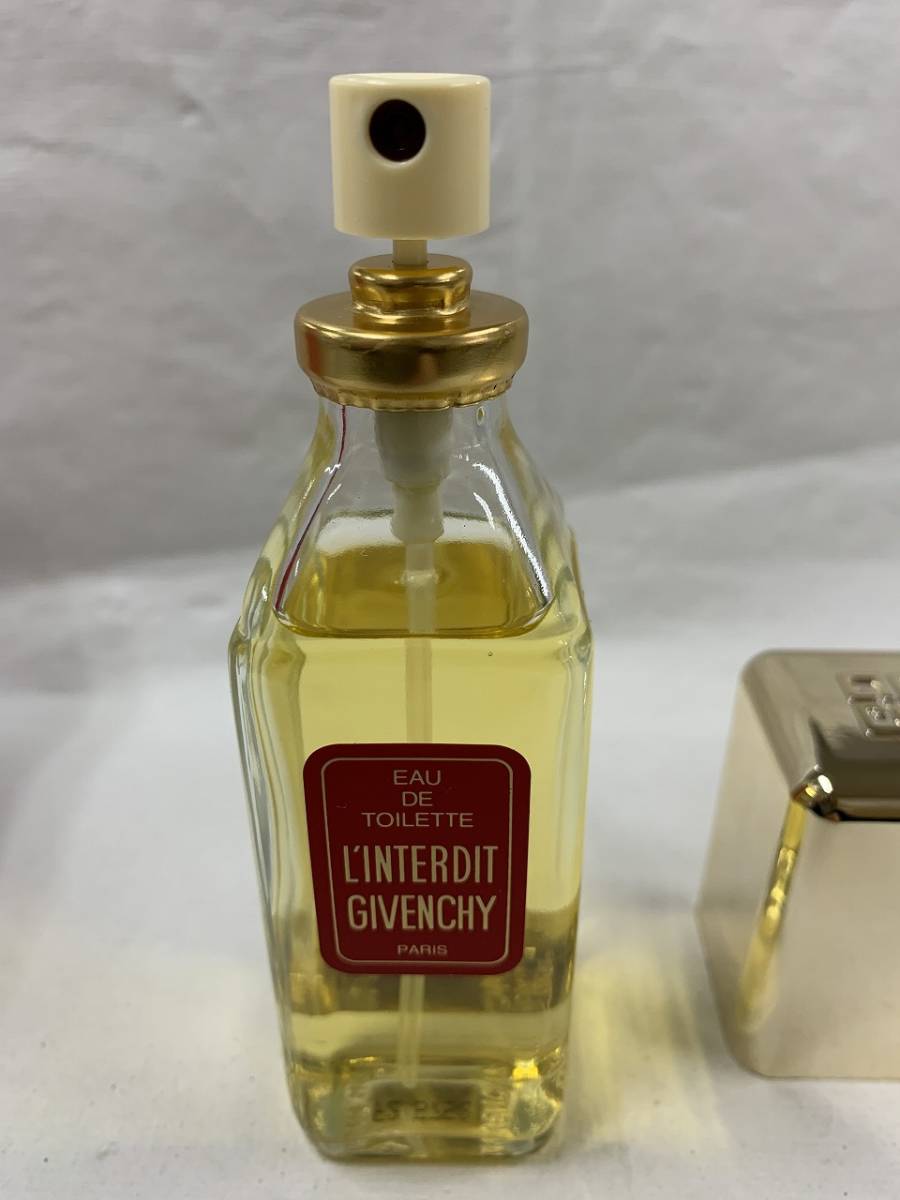 EAU
DE
TOILETTE
L'INTERDIT
GIVENCHY
PARIS